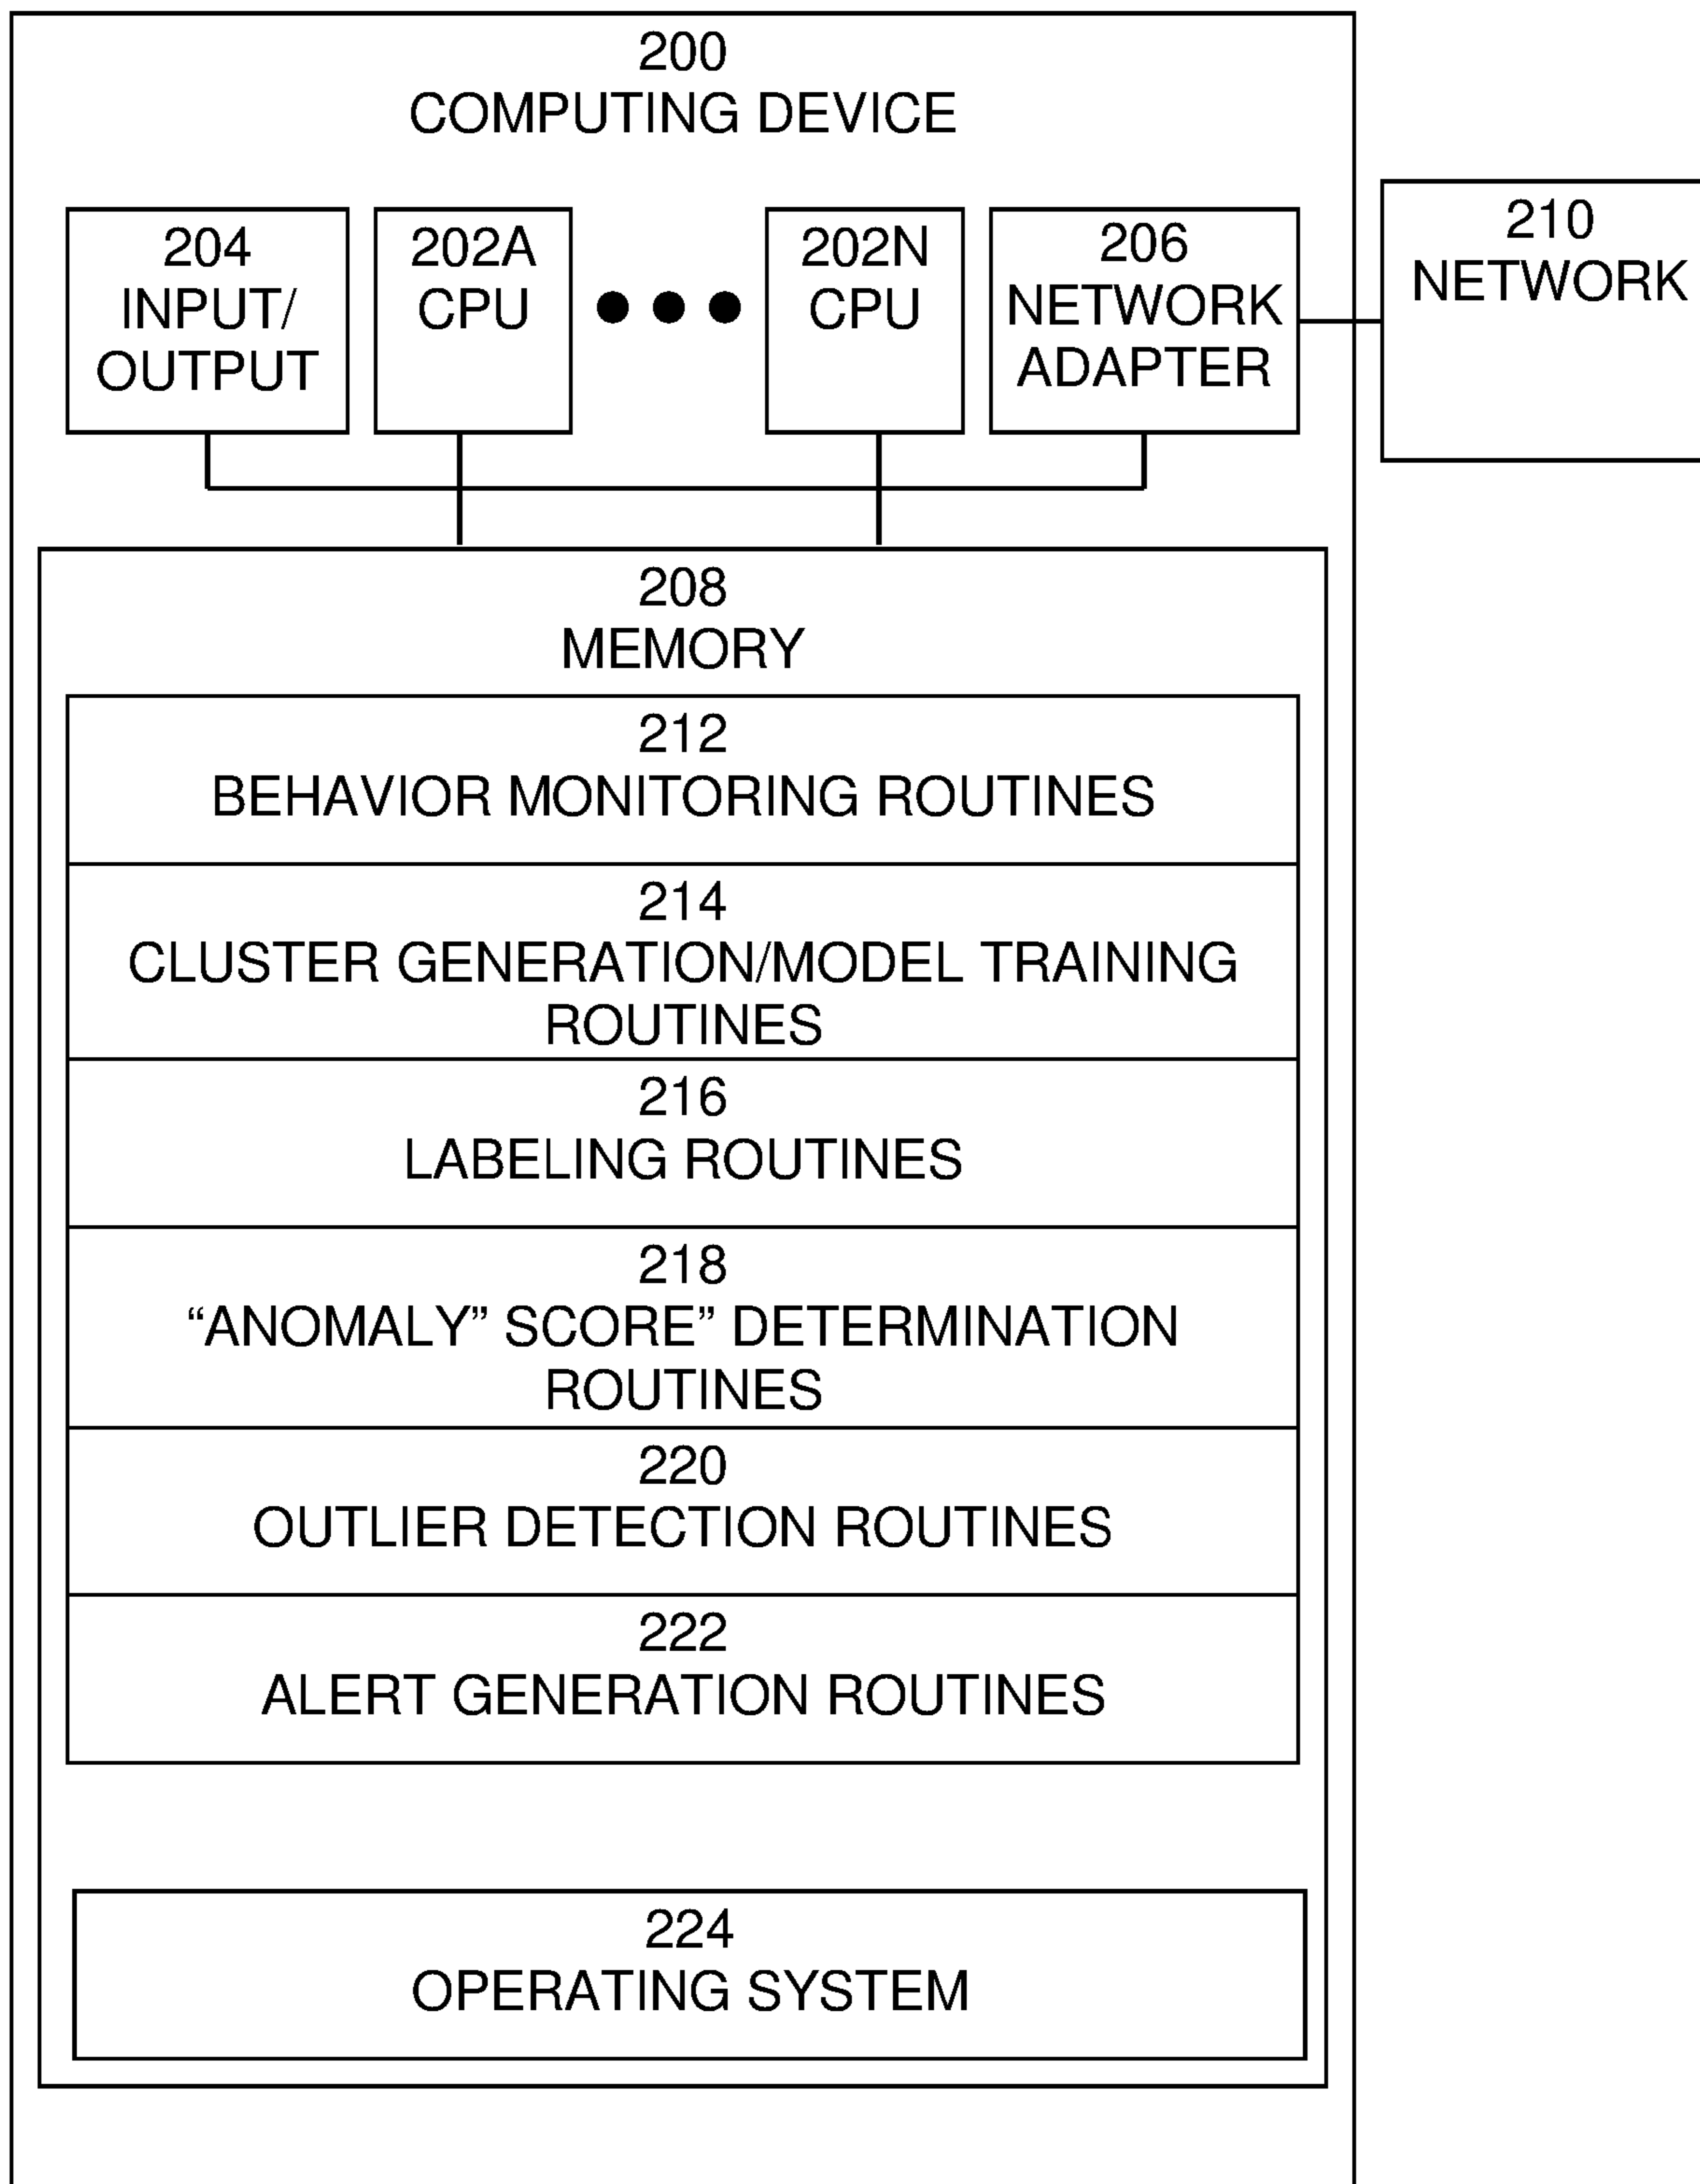 200
COMPUTING DEVICE
204
INPUT/
OUTPUT
202A
CPU
202N
CPU
206
NETWORK
ADAPTER
210
NETWORK
208
MEMORY
212
BEHAVIOR MONITORING ROUTINES
214
CLUSTER GENERATION/MODEL TRAINING
ROUTINES
216
LABELING ROUTINES
218
“ANOMALY” SCORE” DETERMINATION
ROUTINES
220
OUTLIER DETECTION ROUTINES
222
ALERT GENERATION ROUTINES
224
OPERATING SYSTEM